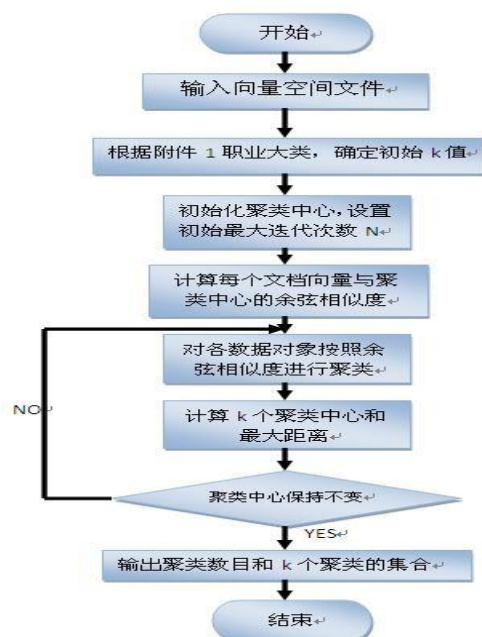 开始
输入向量空间文件
根据附件 1 职业大类，确定初始 k 值
初始化聚类中心，设置
初始最大迭代次数 N
计算每个文档向量与聚
类中心的余弦相似度
对各数据对象按照余
弦相似度进行聚类
NO
计算 k 个聚类中心和
最大距离
聚类中心保持不变
YES
输出聚类数目和 k 个聚类的集合
结束